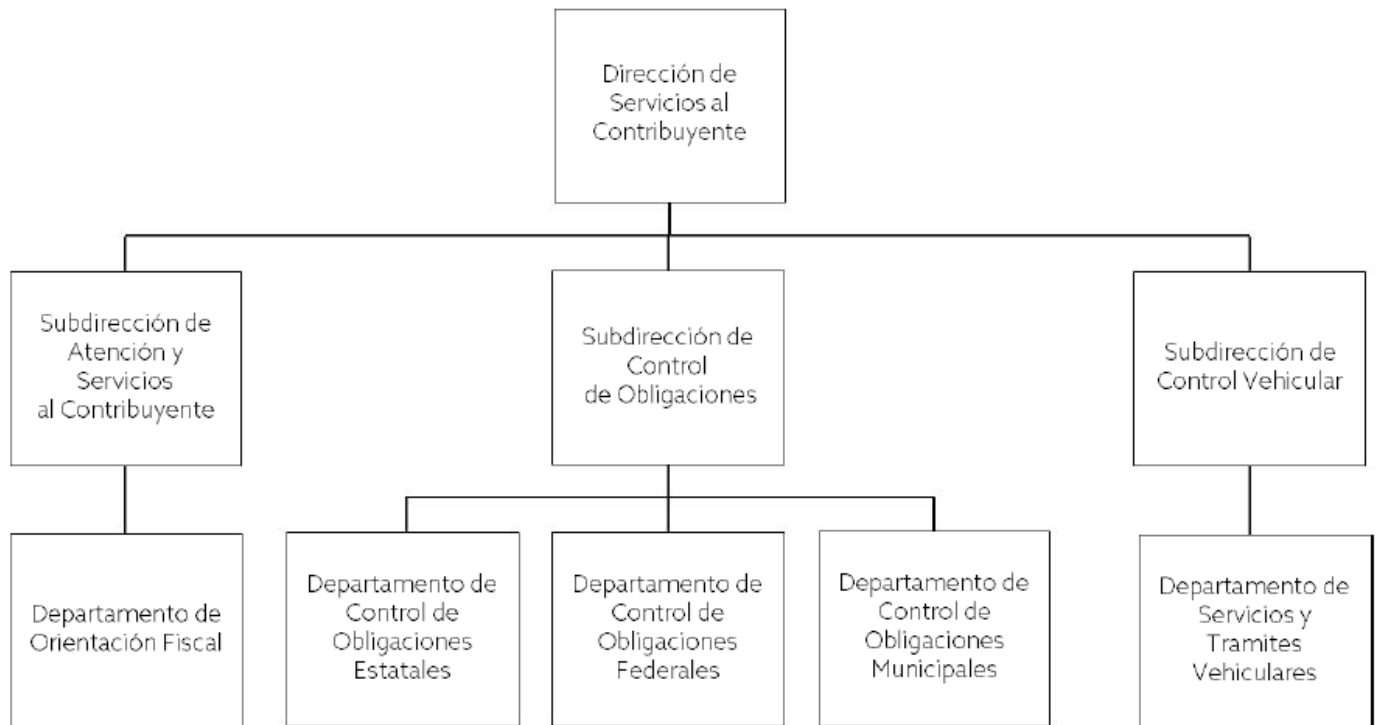 Dirección de
Servicios al
Contribuyente
Subdirección de
Atención y
Servicios
al Contribuyente
Subdirección de
Control
de Obligaciones
Subdirección de
Control Vehicular
Departamento de
Orientación Fiscal
Departamento de
Control de
Obligaciones
Estatales
Departamento de
Control de
Obligaciones
Federales
Departamento de
Control de
Obligaciones
Municipales
Departamento de
Servicios y
Tramites
Vehiculares